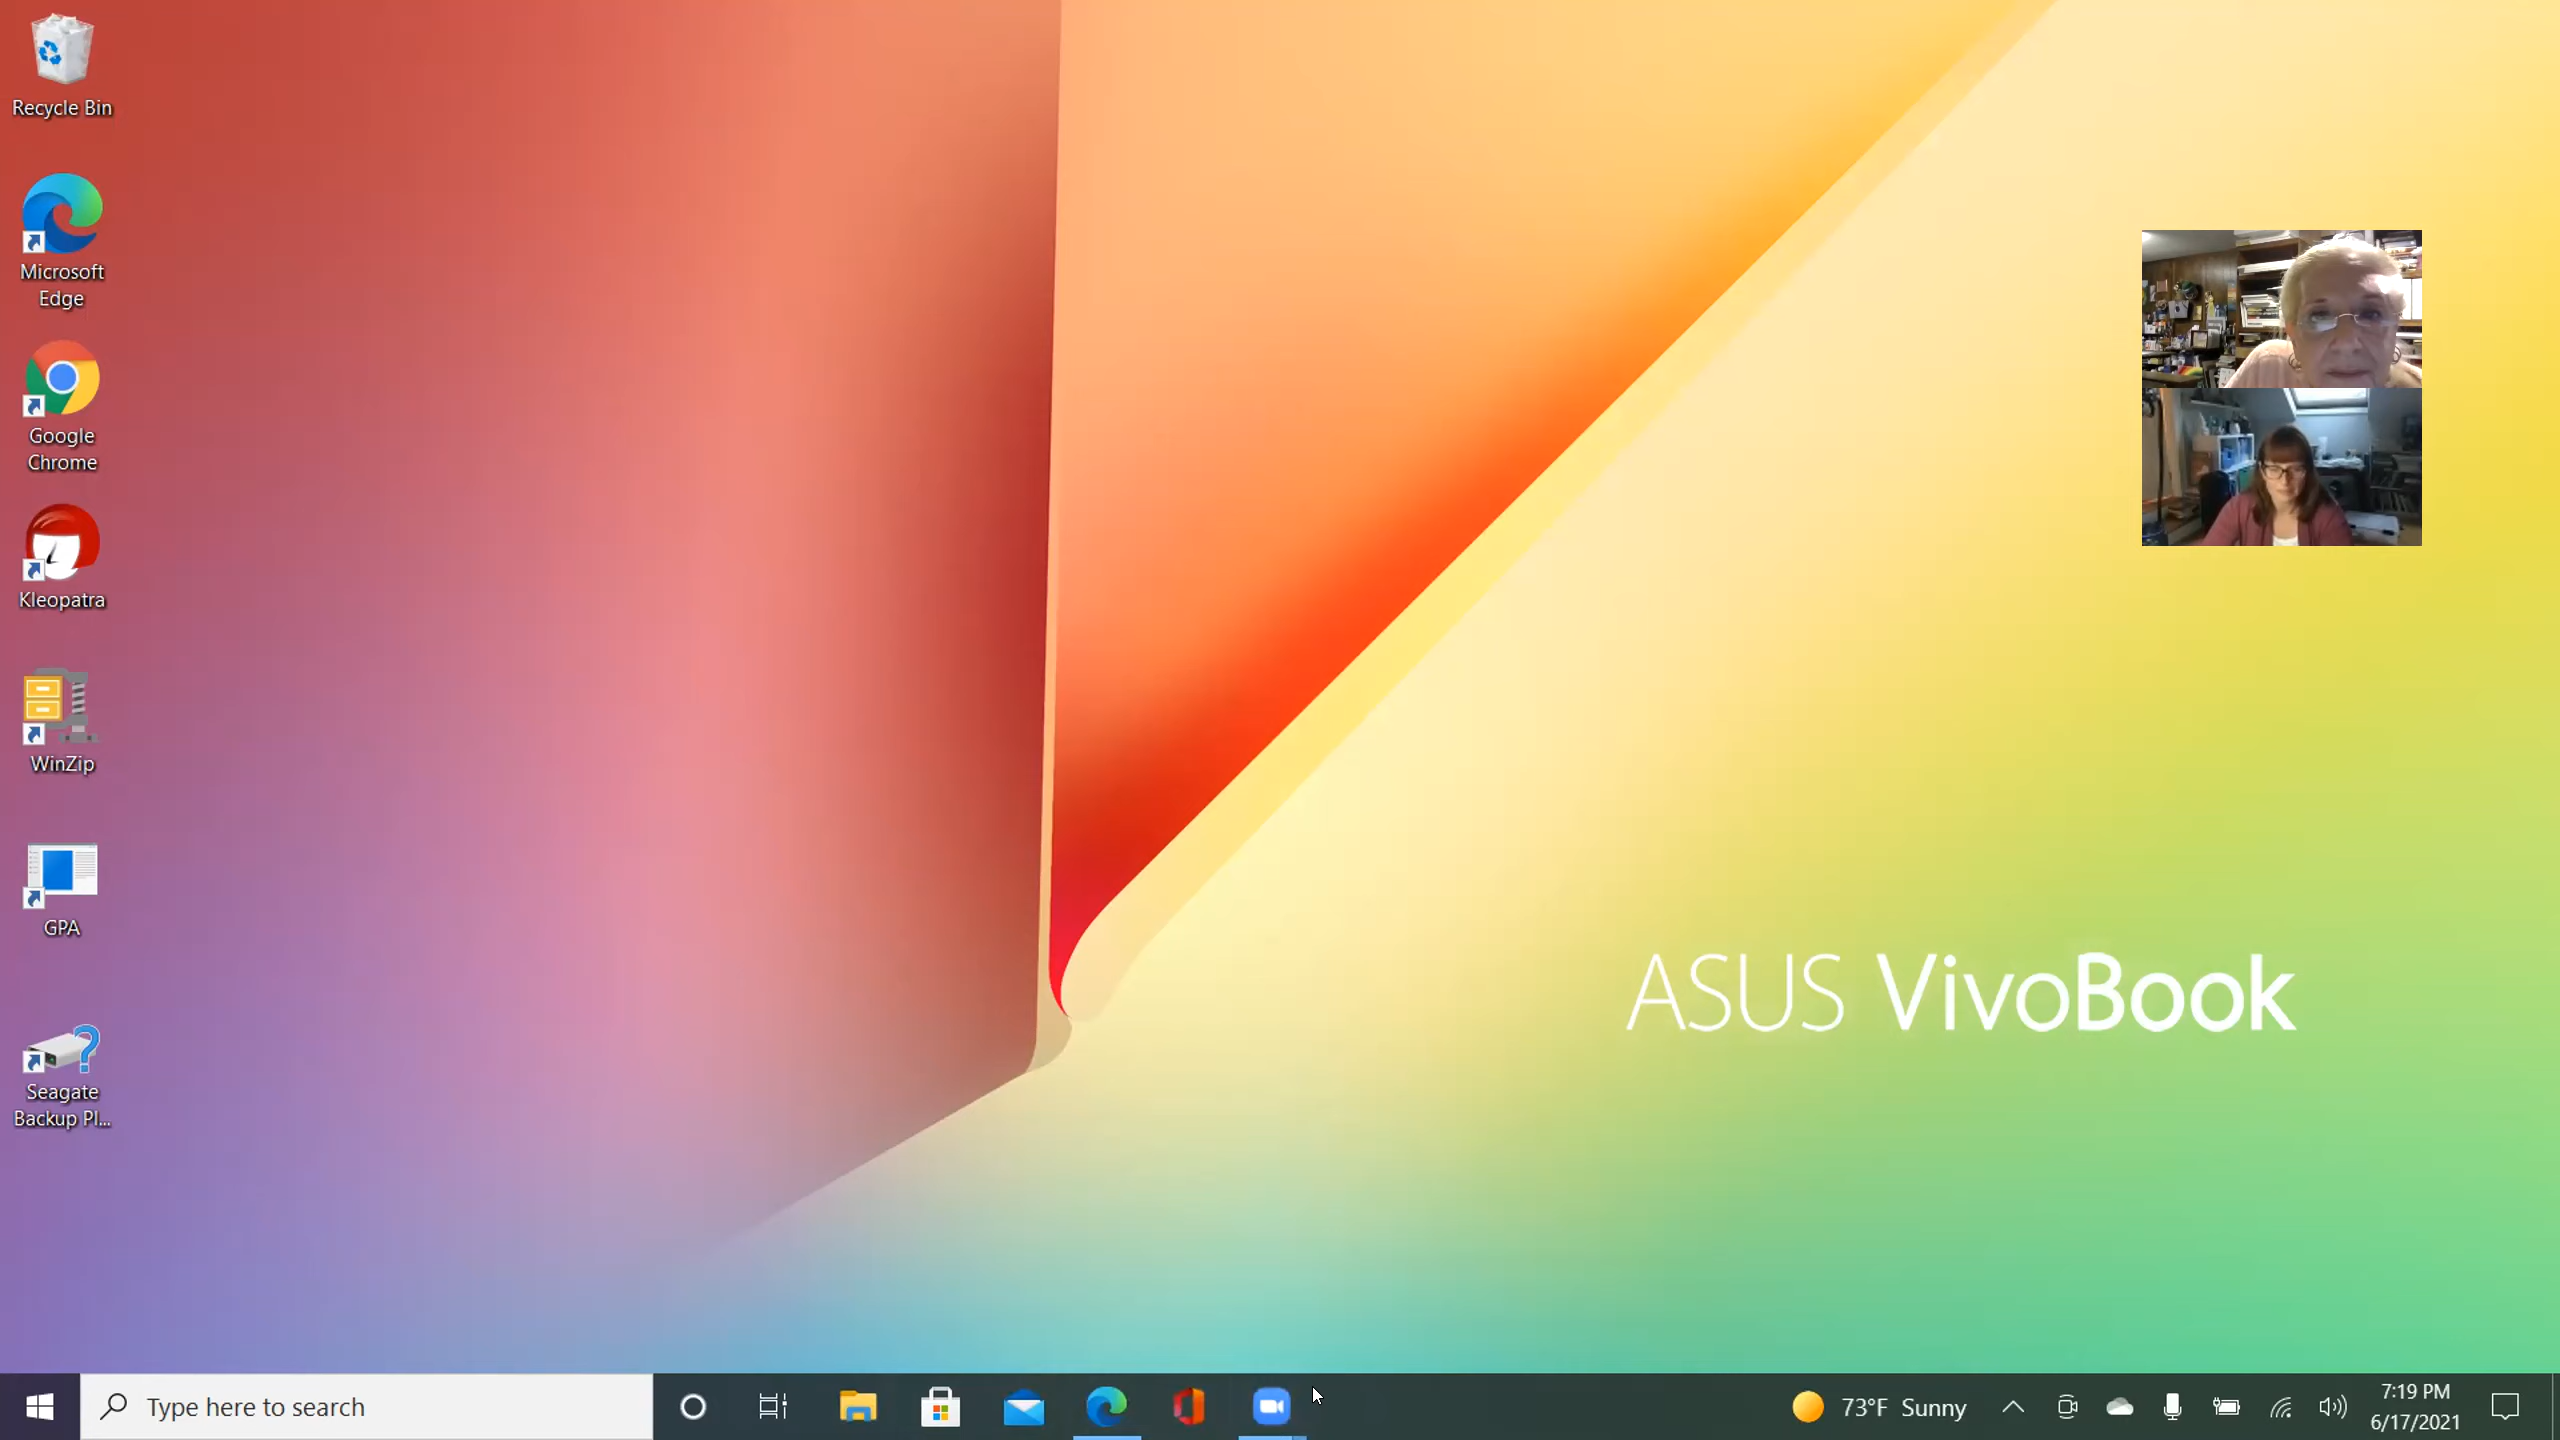 Recycle Bin
Microsoft
Edge
Google
Chrome
Kleopatra
WinZip
GPA
Seagate
Backup Pl...
ASUS VivoBook
Type here to search
73°F Sunny
7:19 PM
6/17/2021